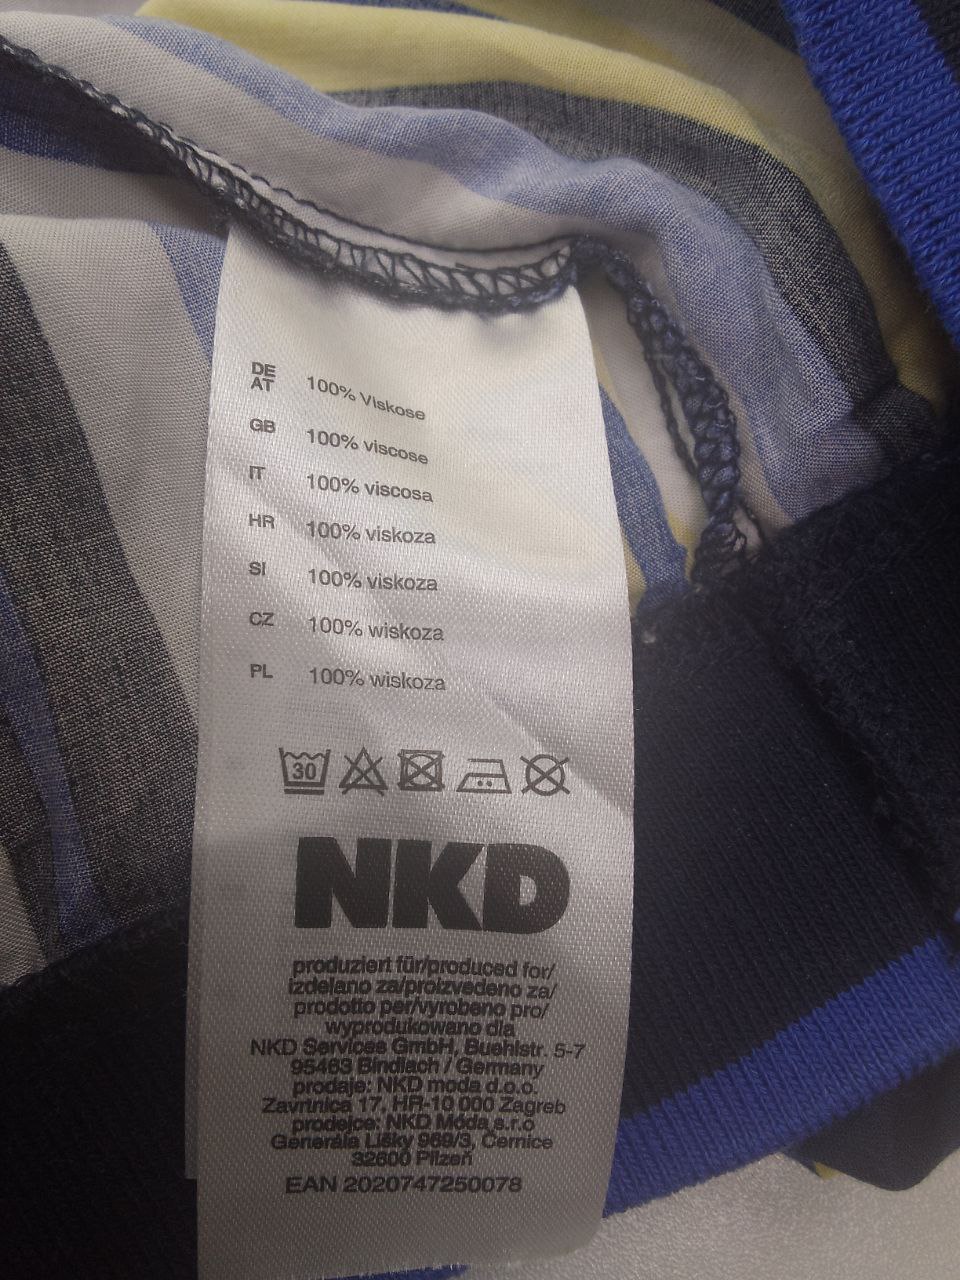 DE
AT 100% Viskose
GB 100% viscose
IT 100% viscosa
HR 100% viskoza
SI 100% viskoza
CZ 100% wiskoza
PL 100% wiskoza
30
NKD
produziert für/produced for/
izdelano za/proizvedeno za/
prodotto per/vyrobeno pro/
wyprodukowano dla
NKD Services GmbH, Buehlstr. 5-7
95463 Bindlach / Germany
prodaje: NKD moda d.o.o.
Zavrtnica 17, HR-10 000 Zagreb
prodejce: NKD Móda s.r.o
Generála Lišky 969/3, Černice
32600 Pilzeň
EAN 2020747250078